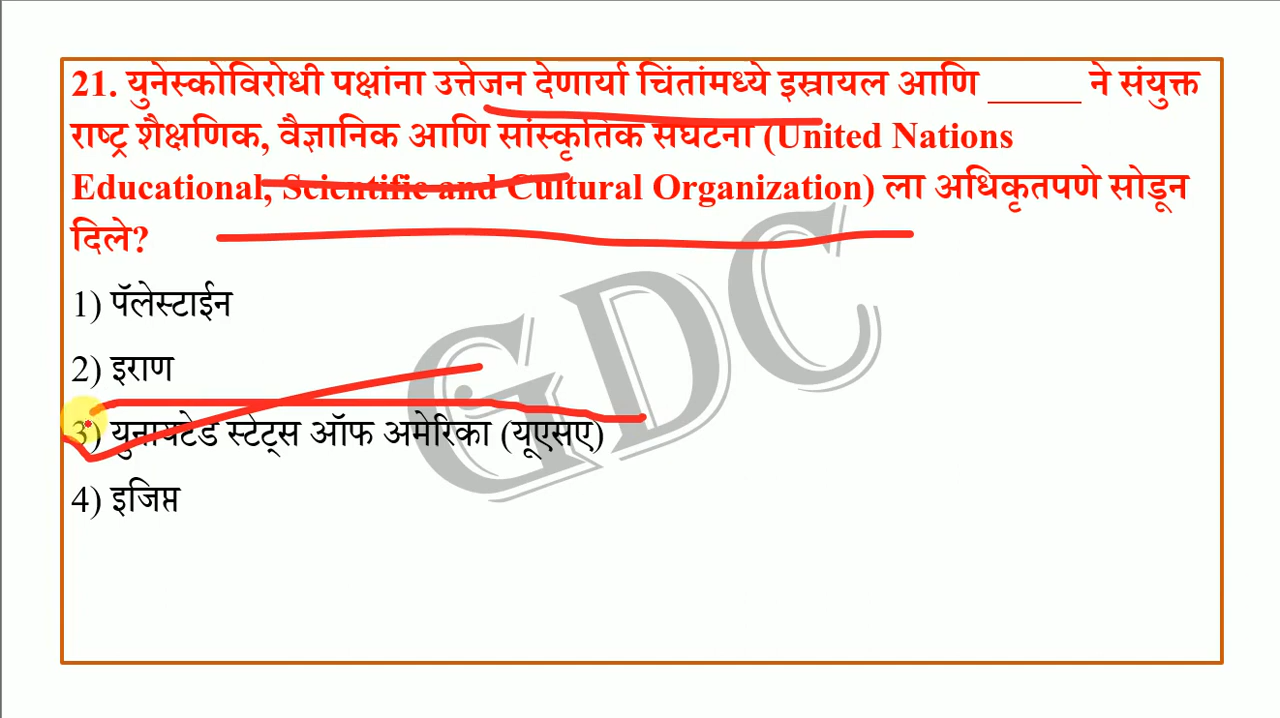 21. युनेस्कोविरोधी पक्षांना उत्तेजन देणार्या चिंतांमध्ये इस्रायल आणि _____ ने संयुक्त
राष्ट्र शैक्षणिक, वैज्ञानिक आणि सांस्कृतिक संघटना (United Nations
Educational, Scientific and Cultural Organization) ला अधिकृतपणे सोडून
दिले?
1) पॅलेस्टाईन
2) इराण
3) युनायटेड स्टेट्स ऑफ अमेरिका (यूएसए)
4) इजिप्त
GDC